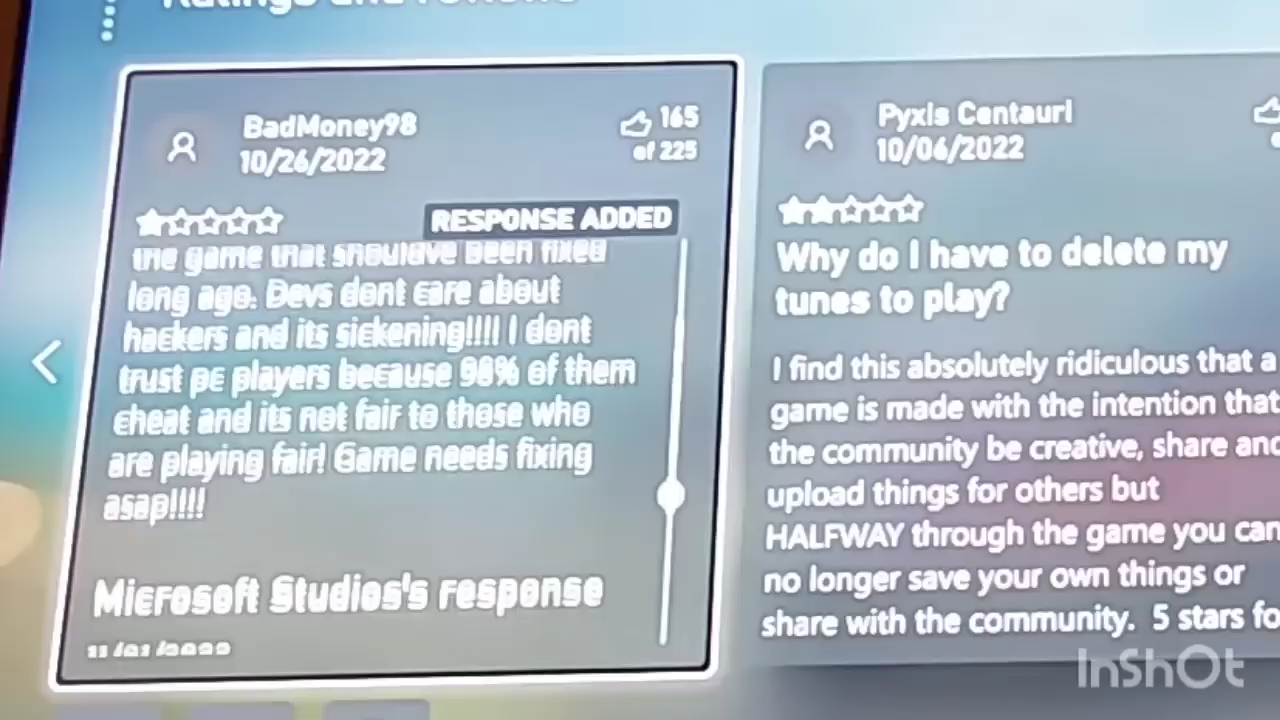 Ratings and reviews
BadMoney98
10/26/2022
165
of 225
RESPONSE ADDED
the game that shouldve been fixed
long ago. Devs dont care about
hackers and its sickening!!!! I dont
trust pc players because 98% of them
cheat and its not fair to those who
are playing fair! Game needs fixing
asap!!!!
Microsoft Studios's response
Pyxis Centauri
10/06/2022
Why do I have to delete my
tunes to play?
I find this absolutely ridiculous that a
game is made with the intention that
the community be creative, share and
upload things for others but
HALFWAY through the game you can
no longer save your own things or
share with the community. 5 stars fo
InShOt